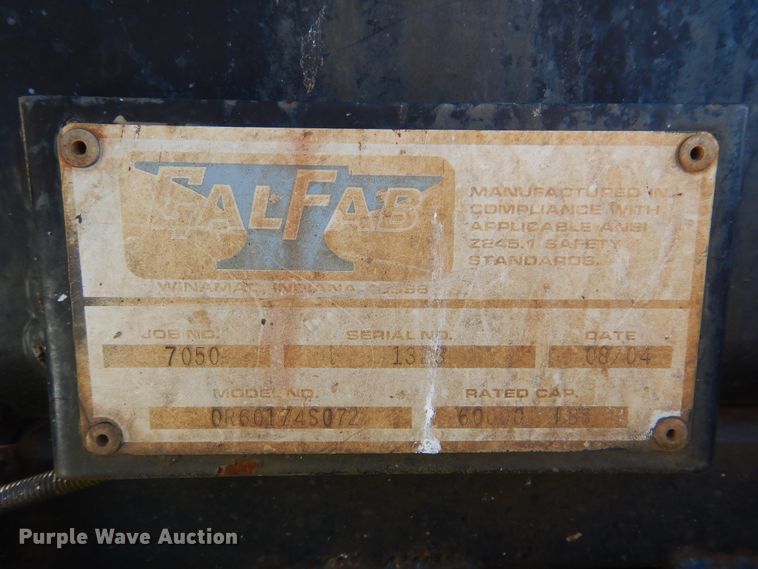 GALFAB
WINAMAC, INDIANA
MANUFACTURED IN
COMPLIANCE WITH
APPLICABLE ANSI
Z245.1 SAFETY
STANDARDS.
JOB NO. SERIAL NO. DATE
7050 08/04
MODEL NO. RATED CAP.
OR60174S072 LBS
Purple Wave Auction